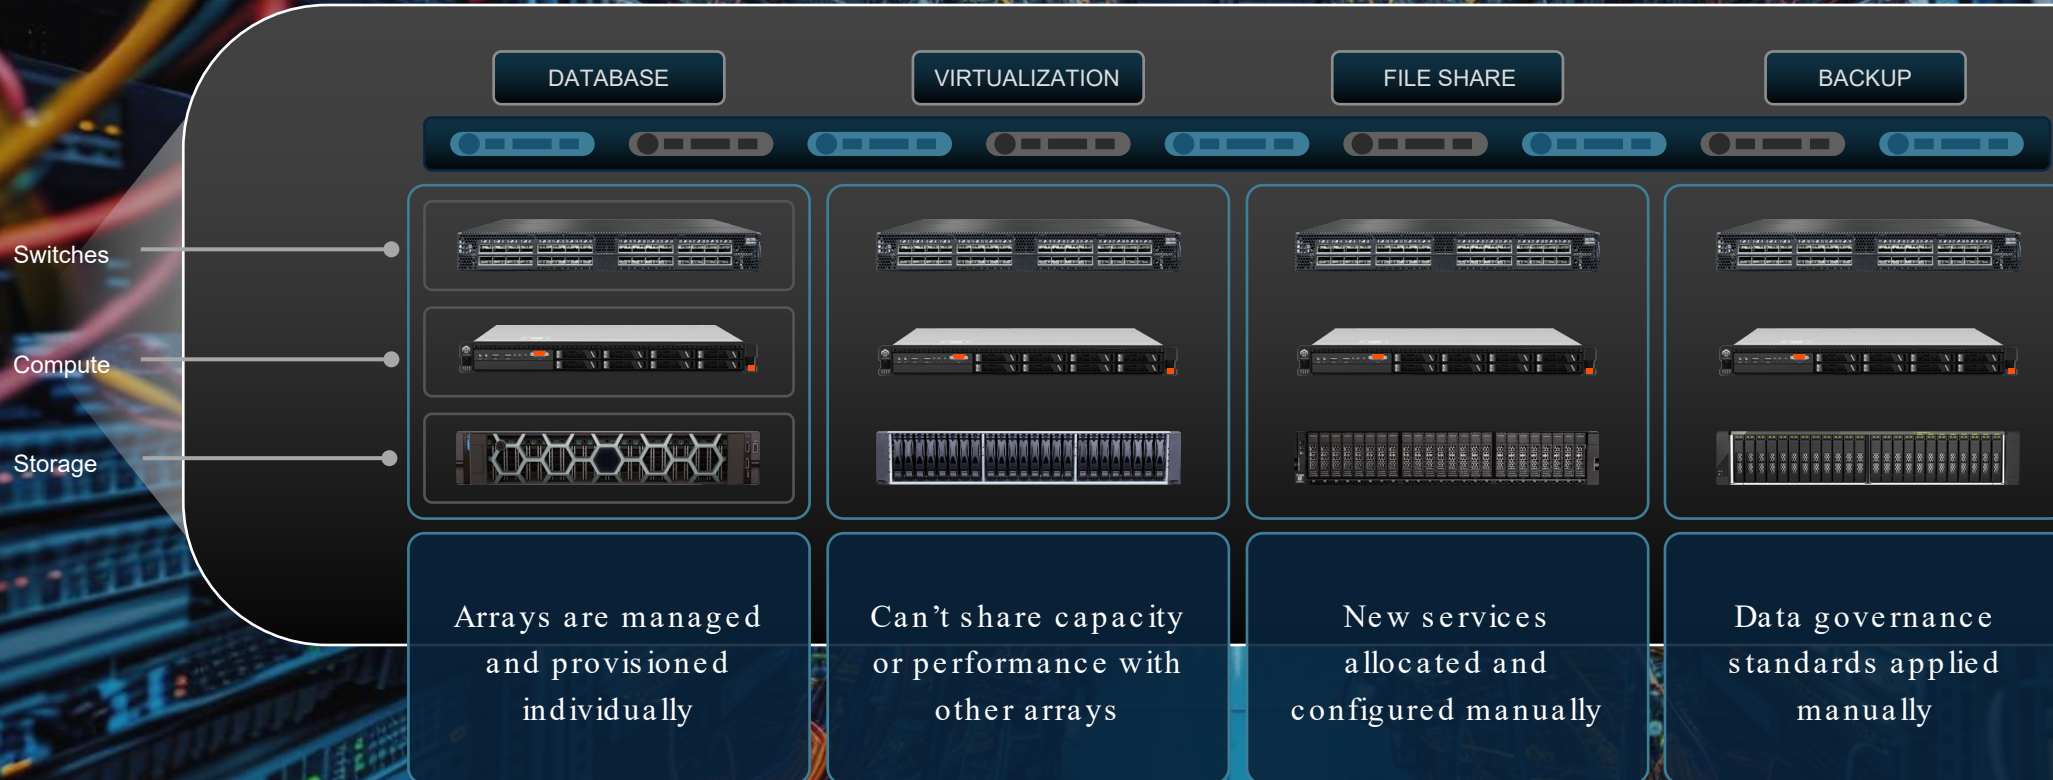 DATABASE
VIRTUALIZATION
FILE SHARE
BACKUP
Switches
Compute
Storage
Arrays are managed
and provisioned
individually
Can’t share capacity
or performance with
other arrays
New services
allocated and
configured manually
Data governance
standards applied
manually